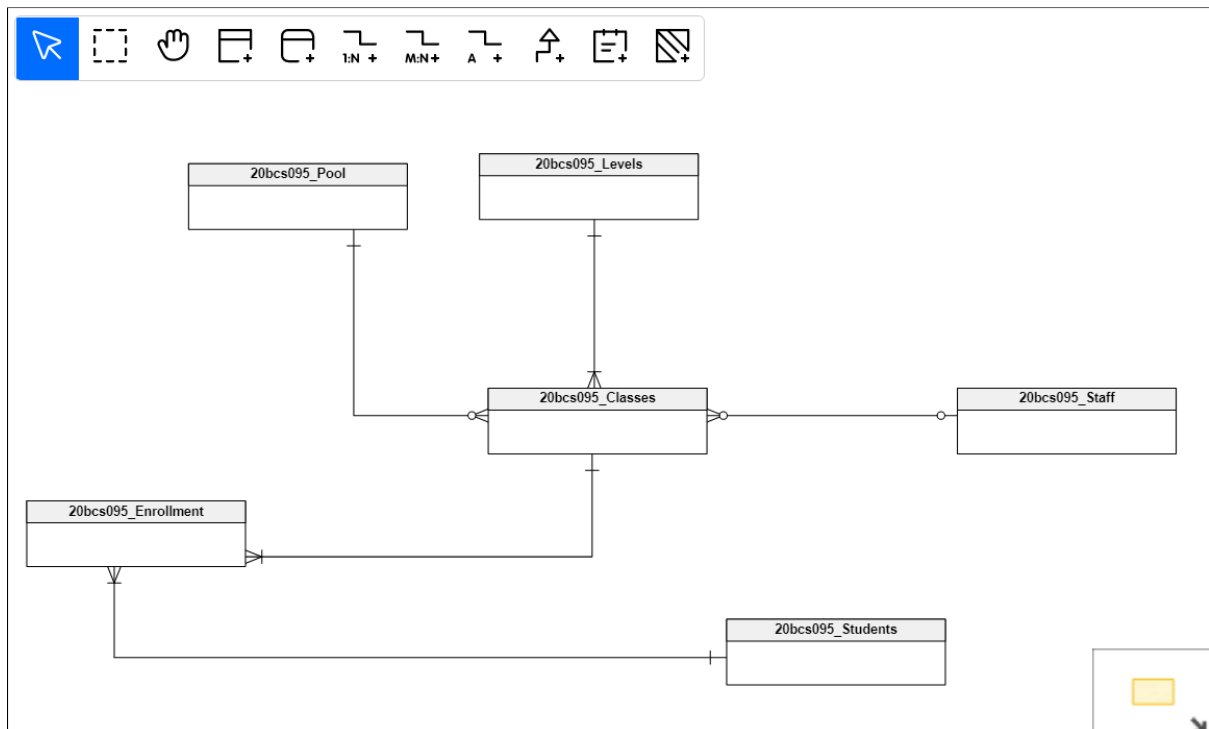 1:N
M:N
A
20bcs095_Pool
20bcs095_Levels
20bcs095_Classes
20bcs095_Staff
20bcs095_Enrollment
20bcs095_Students